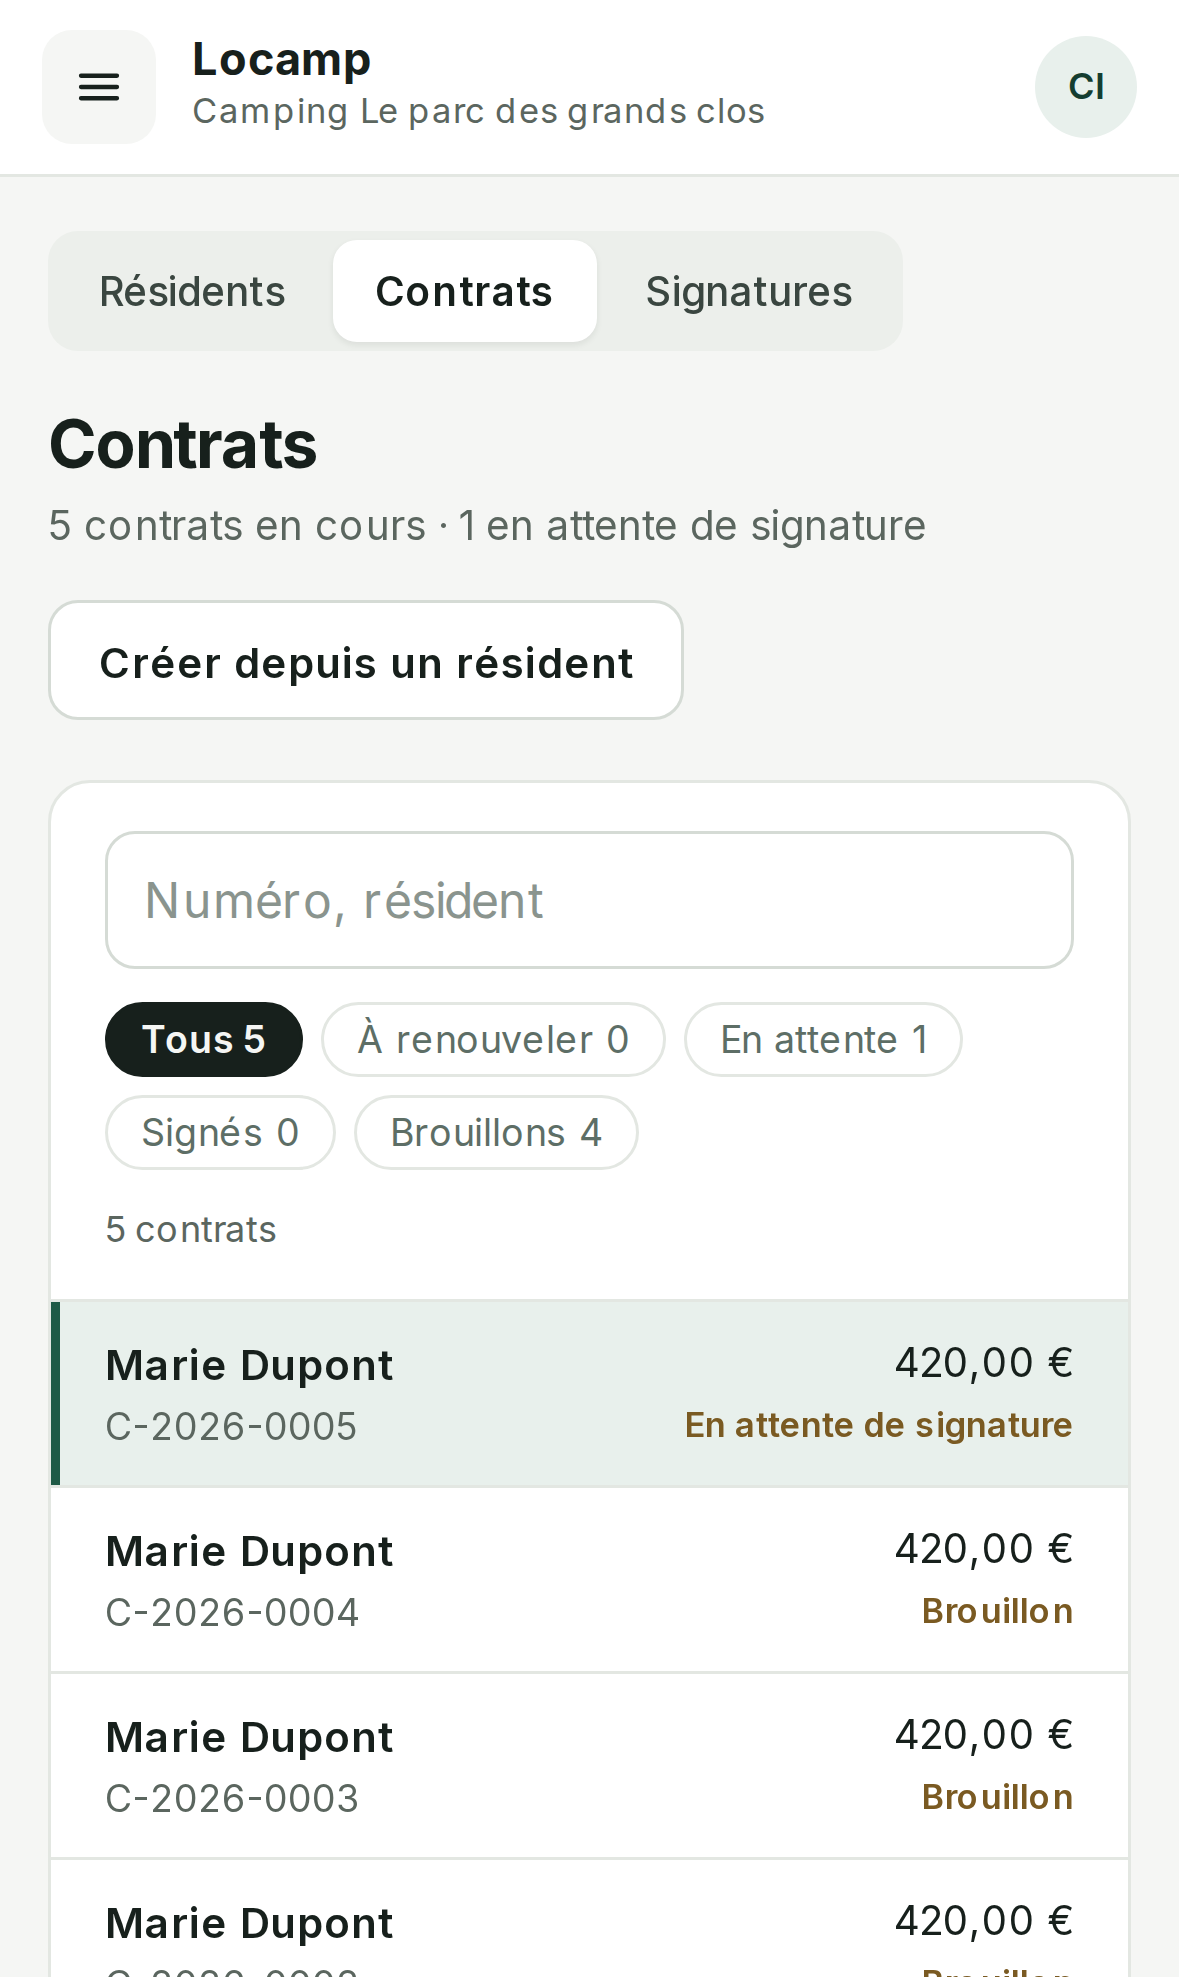 Locamp
Camping Le parc des grands clos
CI
Résidents Contrats Signatures
Contrats
5 contrats en cours · 1 en attente de signature
Créer depuis un résident
Numéro, résident
Tous 5 À renouveler 0 En attente 1
Signés 0 Brouillons 4
5 contrats
Marie Dupont 420,00 €
C-2026-0005 En attente de signature
Marie Dupont 420,00 €
C-2026-0004 Brouillon
Marie Dupont 420,00 €
C-2026-0003 Brouillon
Marie Dupont 420,00 €